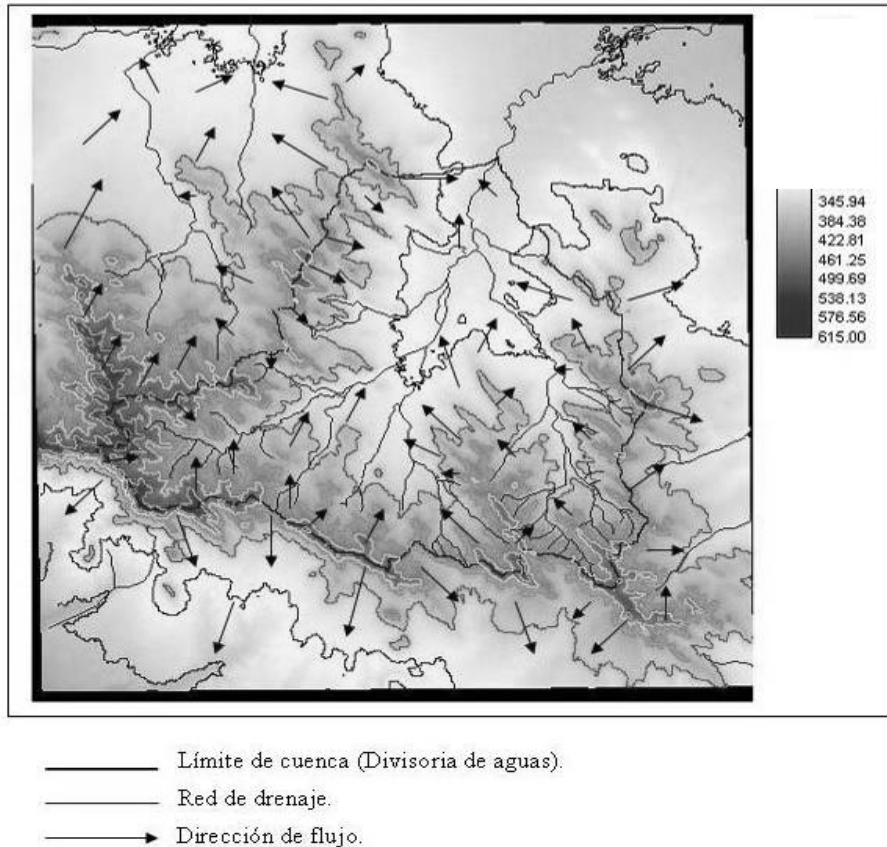 345.94
384.38
422.81
461.25
499.69
538.13
576.56
615.00
Límite de cuenca (Divisoria de aguas).
Red de drenaje.
Dirección de flujo.